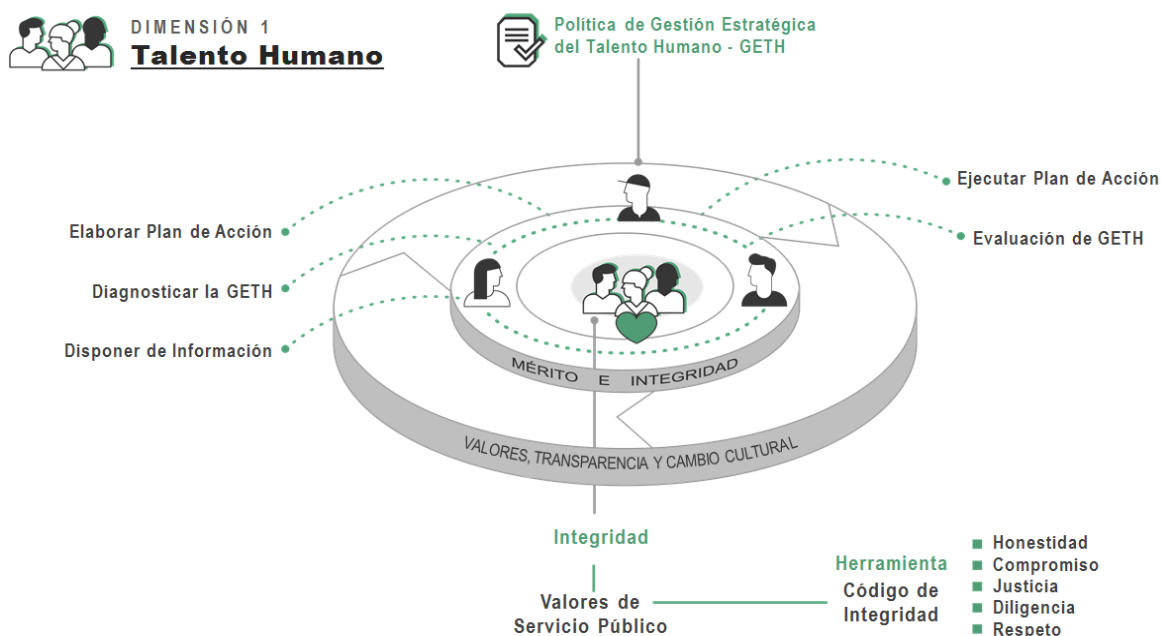 DIMENSIÓN 1
Talento Humano
Política de Gestión Estratégica
del Talento Humano - GETH
Ejecutar Plan de Acción
Elaborar Plan de Acción
Evaluación de GETH
Diagnosticar la GETH
Disponer de Información
MÉRITO E INTEGRIDAD
VALORES, TRANSPARENCIA Y CAMBIO CULTURAL
Integridad
Valores de
Servicio Público
Herramienta
Código de
Integridad
Honestidad
Compromiso
Justicia
Diligencia
Respeto